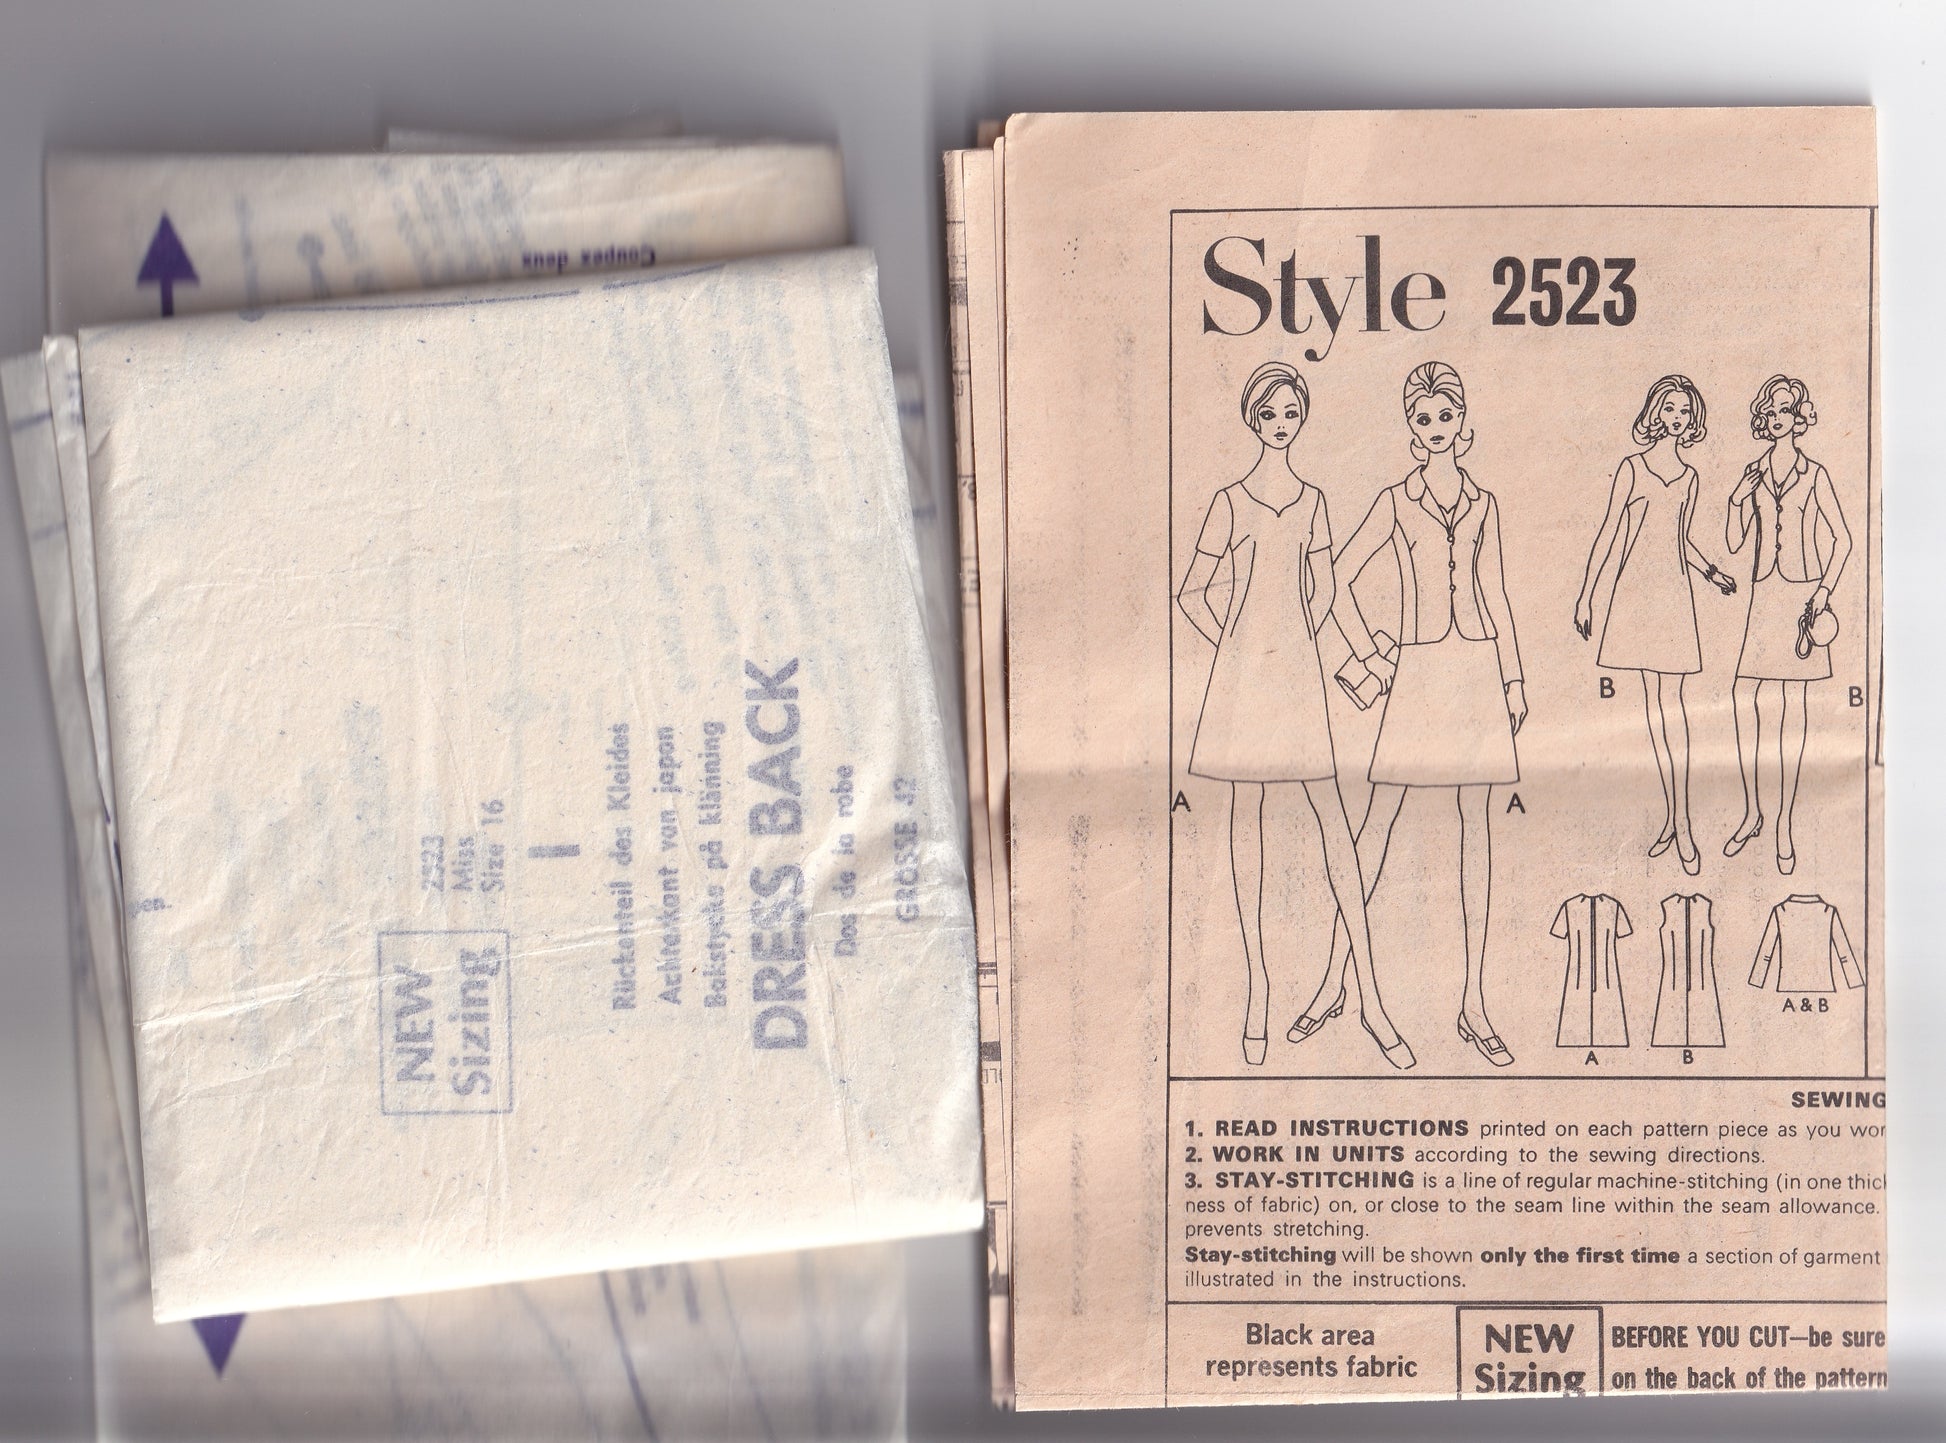 Coupez deux
NEW
Sizing
2523
Miss
Size 16
I
Rückenteil des Kleides
Achterkant van japon
Bakstycke på klänning
DRESS BACK
Dos de la robe
GROSSE 42
Style 2523
A
A
B
B
A
B
A & B
SEWING
1. READ INSTRUCTIONS printed on each pattern piece as you wor
2. WORK IN UNITS according to the sewing directions.
3. STAY-STITCHING is a line of regular machine-stitching (in one thic
ness of fabric) on, or close to the seam line within the seam allowance.
prevents stretching.
Stay-stitching will be shown only the first time a section of garment
illustrated in the instructions.
Black area
represents fabric
NEW
Sizing
BEFORE YOU CUT—be sure
on the back of the pattern